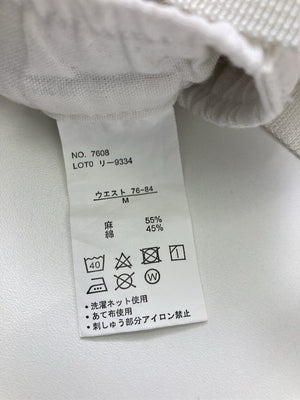 NO. 7608
LOTO リー9334
ウエスト 76-84
M
麻 55%
綿 45%
40 W
・洗濯ネット使用
・あて布使用
・刺しゅう部分アイロン禁止